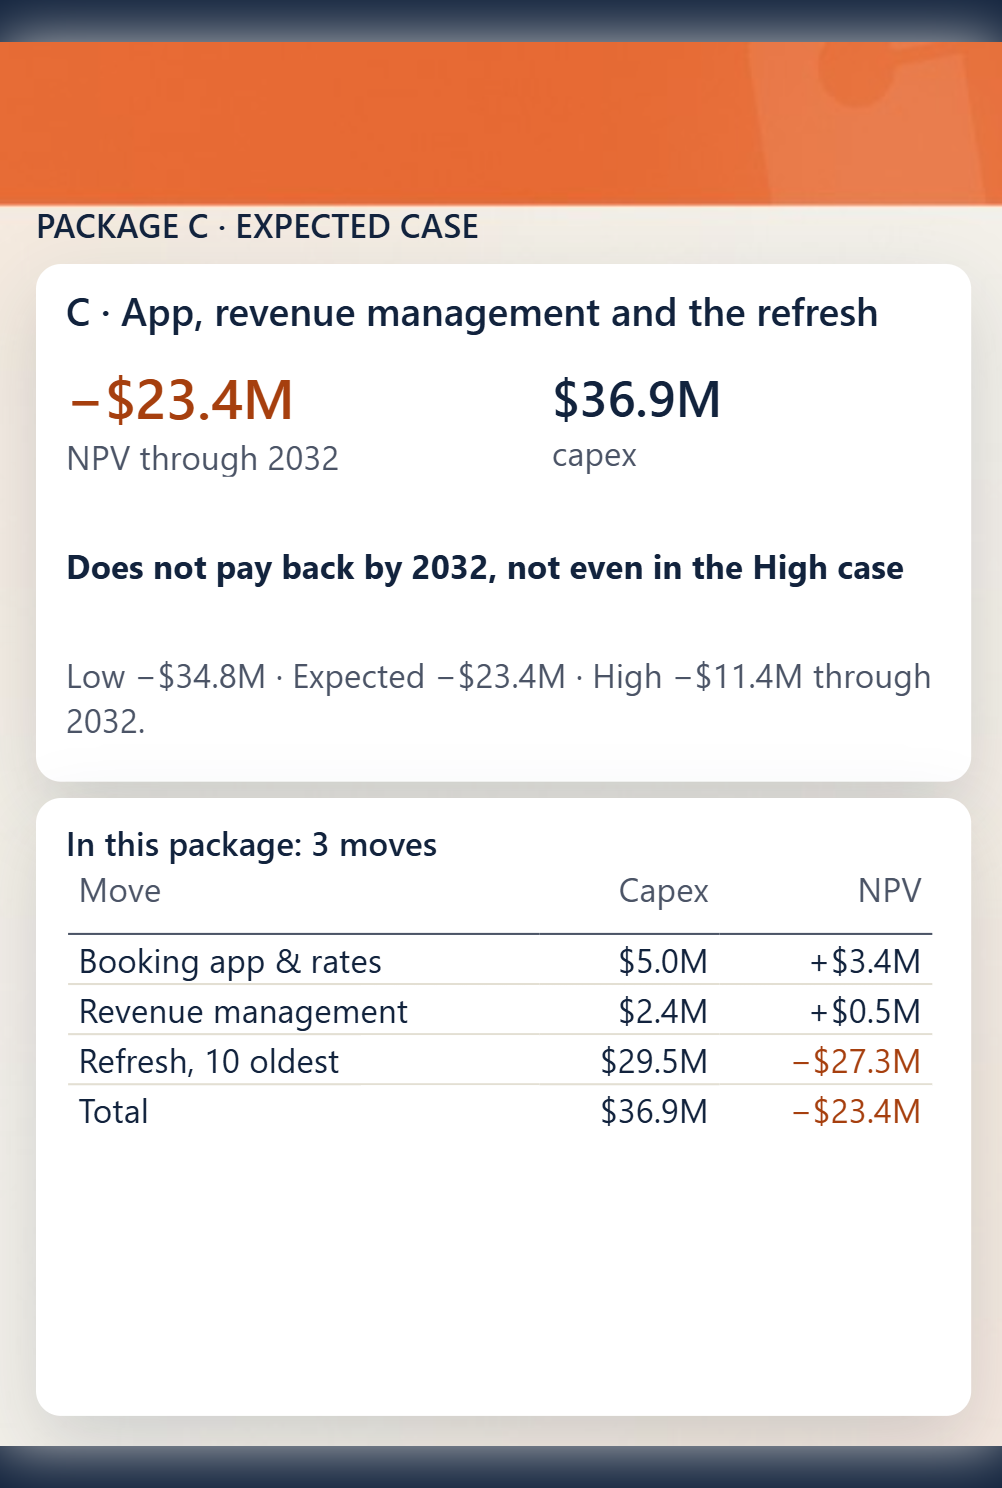 PACKAGE C · EXPECTED CASE
C · App, revenue management and the refresh
−$23.4M
NPV through 2032
$36.9M
capex
Does not pay back by 2032, not even in the High case
Low −$34.8M · Expected −$23.4M · High −$11.4M through
2032.
In this package: 3 moves
Move Capex NPV
Booking app & rates $5.0M +$3.4M
Revenue management $2.4M +$0.5M
Refresh, 10 oldest $29.5M −$27.3M
Total $36.9M −$23.4M